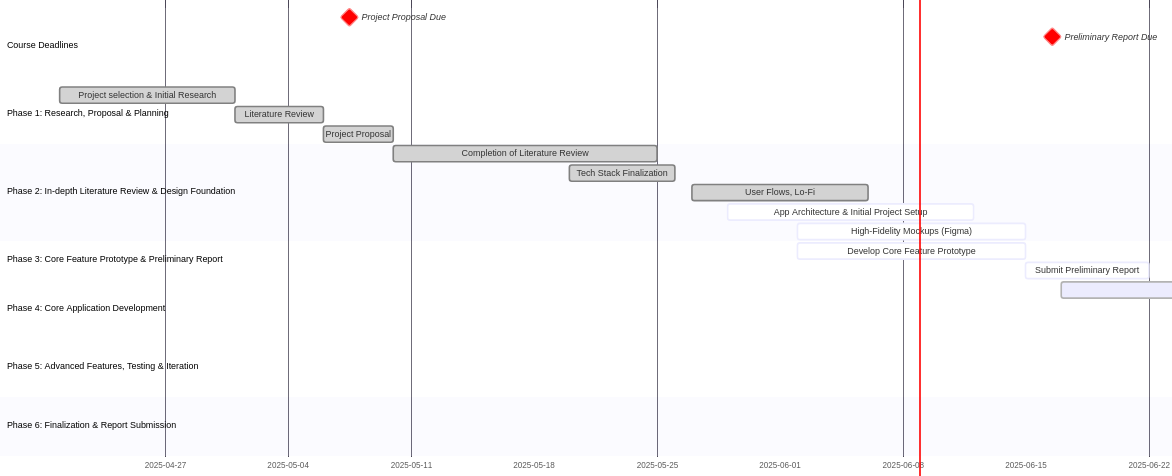 Project Proposal Due
Preliminary Report Due
Course Deadlines
Project selection & Initial Research
Phase 1: Research, Proposal & Planning
Literature Review
Project Proposal
Completion of Literature Review
Tech Stack Finalization
Phase 2: In-depth Literature Review & Design Foundation
User Flows, Lo-Fi
App Architecture & Initial Project Setup
High-Fidelity Mockups (Figma)
Develop Core Feature Prototype
Phase 3: Core Feature Prototype & Preliminary Report
Submit Preliminary Report
Phase 4: Core Application Development
Phase 5: Advanced Features, Testing & Iteration
Phase 6: Finalization & Report Submission
2025-04-27 2025-05-04 2025-05-11 2025-05-18 2025-05-25 2025-06-01 2025-06-08 2025-06-15 2025-06-22